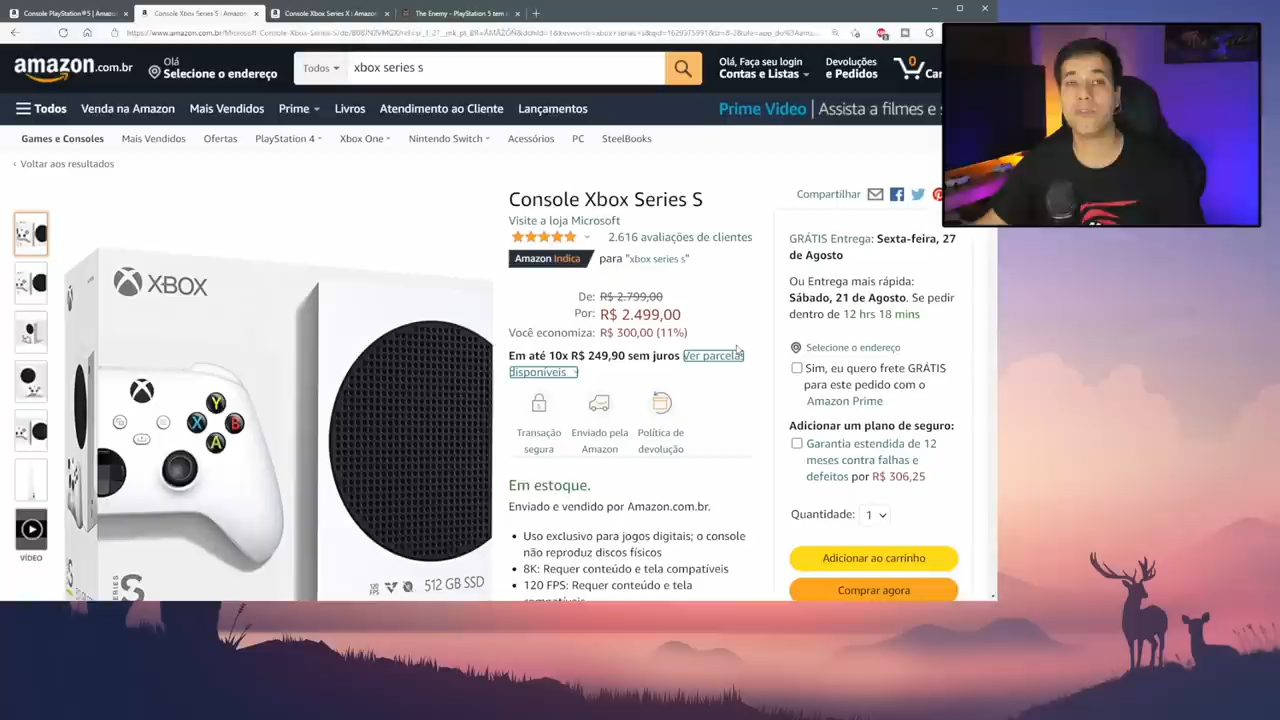 Console PlayStation®5 | Amazon
Console Xbox Series S | Amazon
Console Xbox Series X | Amazon
The Enemy - PlayStation 5 tem
amazon.com.br
Olá
Selecione o endereço
Todos
xbox series s
Olá, Faça seu login
Contas e Listas
Devoluções
e Pedidos
0
Todos
Venda na Amazon
Mais Vendidos
Prime
Livros
Atendimento ao Cliente
Lançamentos
Prime Video | Assista a filmes e
Games e Consoles
Mais Vendidos
Ofertas
PlayStation 4
Xbox One
Nintendo Switch
Acessórios
PC
SteelBooks
‹ Voltar aos resultados
XBOX
Y
X
B
A
512 GB SSD
VÍDEO
Console Xbox Series S
Visite a loja Microsoft
2.616 avaliações de clientes
Amazon Indica
para "xbox series s"
De: R$ 2.799,00
Por: R$ 2.499,00
Você economiza: R$ 300,00 (11%)
Em até 10x R$ 249,90 sem juros Ver parcelas
disponíveis
Transação
segura
Enviado pela
Amazon
Política de
devolução
Em estoque.
Enviado e vendido por Amazon.com.br.
• Uso exclusivo para jogos digitais; o console
não reproduz discos físicos
• 8K: Requer conteúdo e tela compatíveis
• 120 FPS: Requer conteúdo e tela
compatíveis
Compartilhar
GRÁTIS Entrega: Sexta-feira, 27
de Agosto
Ou Entrega mais rápida:
Sábado, 21 de Agosto. Se pedir
dentro de 12 hrs 18 mins
Selecione o endereço
Sim, eu quero frete GRÁTIS
para este pedido com o
Amazon Prime
Adicionar um plano de seguro:
Garantia estendida de 12
meses contra falhas e
defeitos por R$ 306,25
Quantidade: 1
Adicionar ao carrinho
Comprar agora